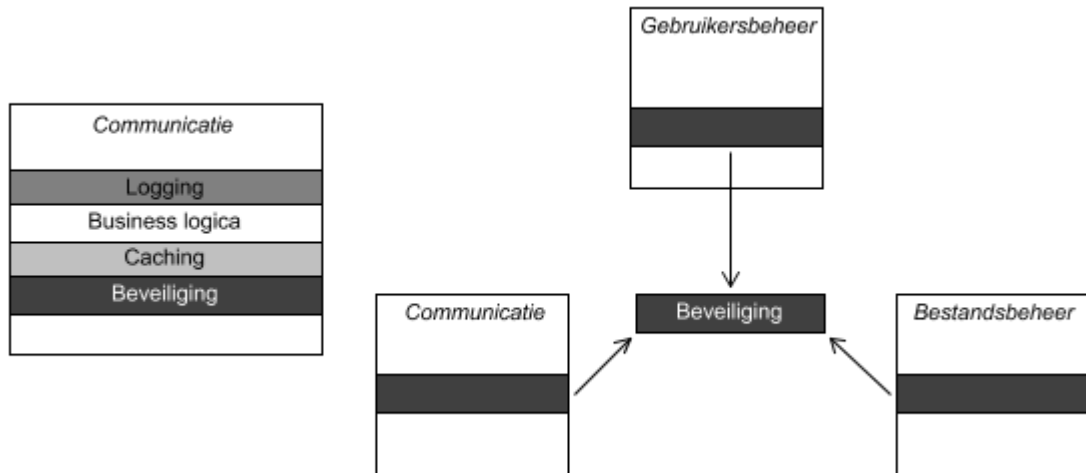 Communicatie
Logging
Business logica
Caching
Beveiliging
Gebruikersbeheer
Communicatie
Beveiliging
Bestandsbeheer